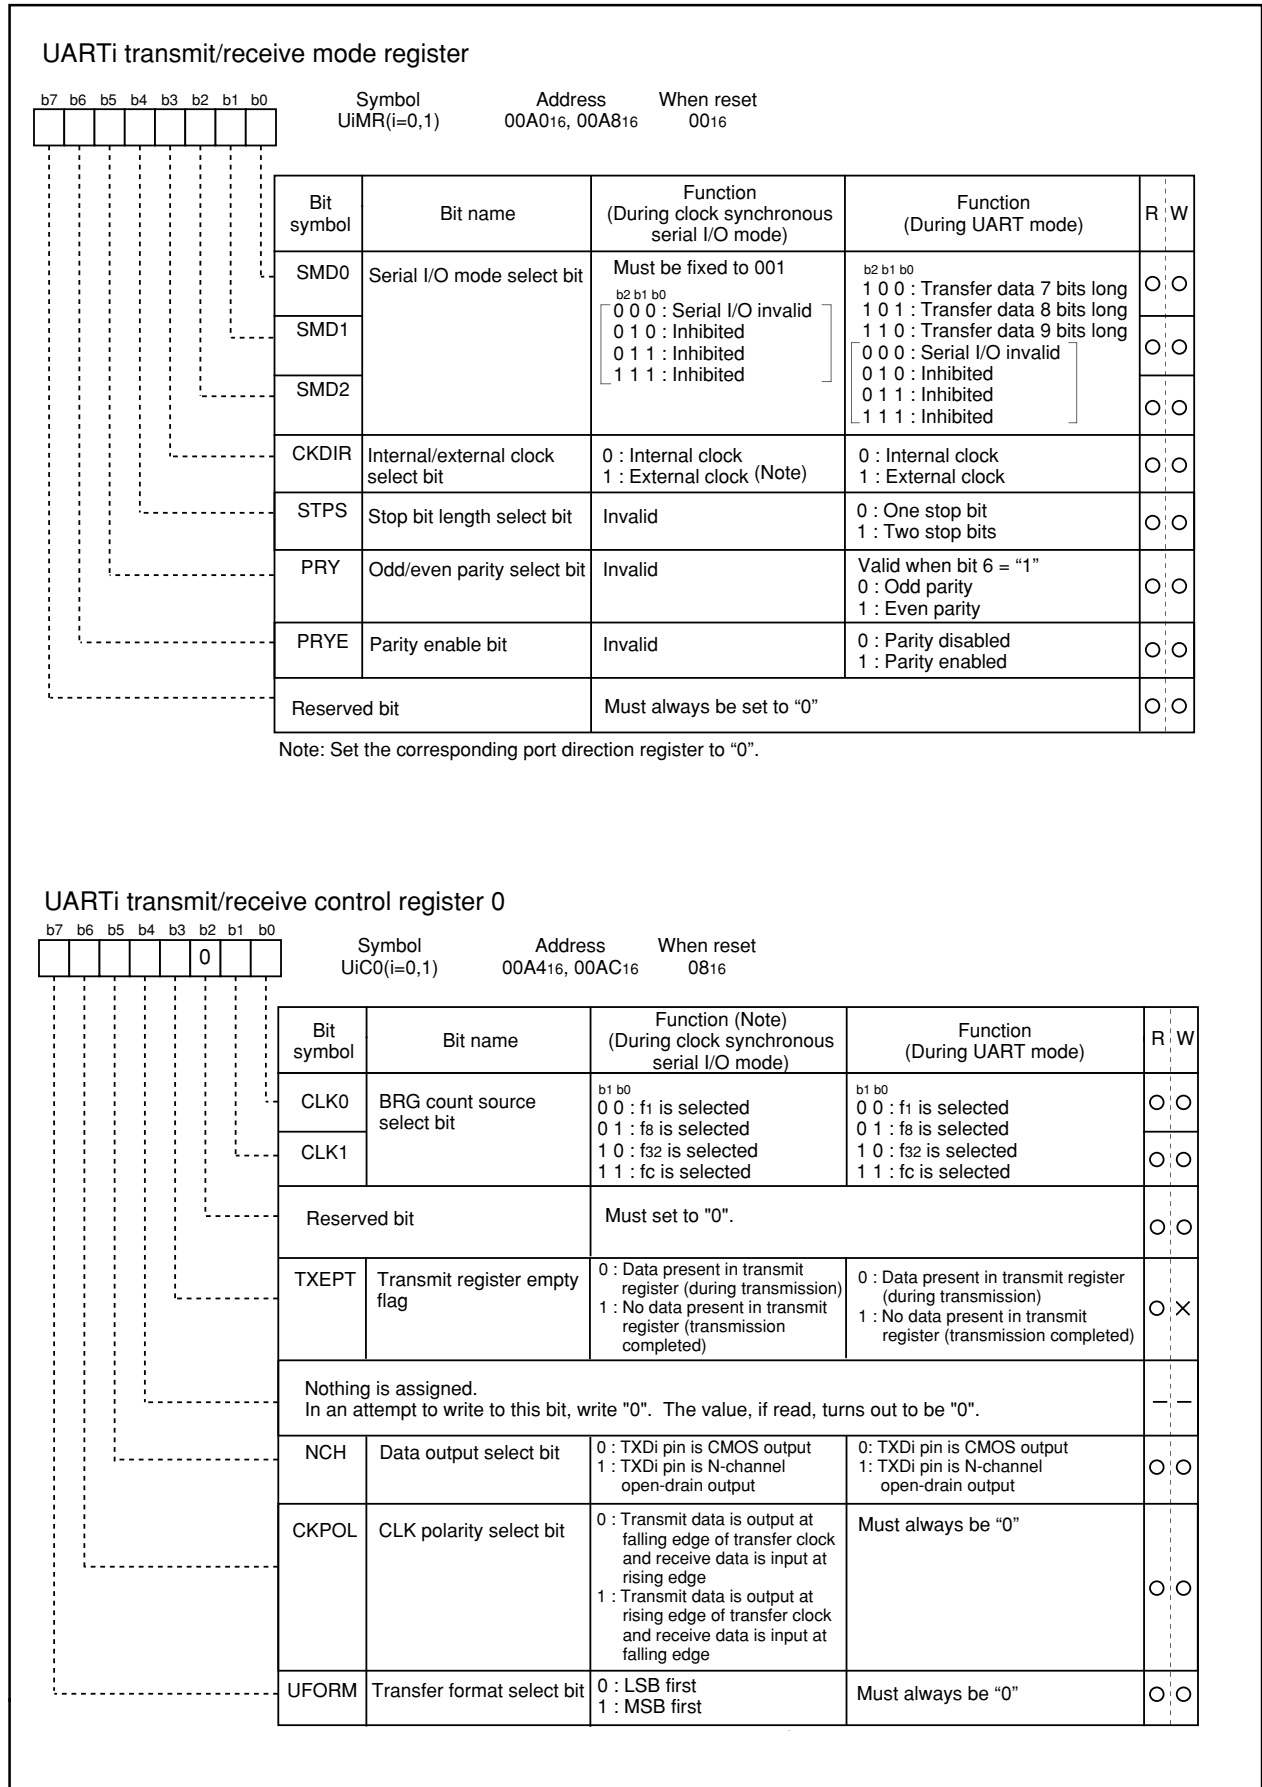 UARTi transmit/receive mode register
b7 b6 b5 b4 b3 b2 b1 b0
Symbol Address When reset
UiMR(i=0,1) 00A016, 00A816 0016
Bit symbol Bit name Function (During clock synchronous serial I/O mode) Function (During UART mode) R W
SMD0 Serial I/O mode select bit
SMD1
SMD2
Must be fixed to 001
b2 b1 b0
0 0 0 : Serial I/O invalid
0 1 0 : Inhibited
0 1 1 : Inhibited
1 1 1 : Inhibited
b2 b1 b0
1 0 0 : Transfer data 7 bits long
1 0 1 : Transfer data 8 bits long
1 1 0 : Transfer data 9 bits long
0 0 0 : Serial I/O invalid
0 1 0 : Inhibited
0 1 1 : Inhibited
1 1 1 : Inhibited
CKDIR Internal/external clock
select bit
0 : Internal clock
1 : External clock (Note)
0 : Internal clock
1 : External clock
STPS Stop bit length select bit Invalid
0 : One stop bit
1 : Two stop bits
PRY Odd/even parity select bit Invalid
Valid when bit 6 = “1”
0 : Odd parity
1 : Even parity
PRYE Parity enable bit Invalid
0 : Parity disabled
1 : Parity enabled
Reserved bit Must always be set to “0”
Note: Set the corresponding port direction register to “0”.
UARTi transmit/receive control register 0
b7 b6 b5 b4 b3 b2 b1 b0
0
Symbol Address When reset
UiC0(i=0,1) 00A416, 00AC16 0816
Bit symbol Bit name Function (Note) (During clock synchronous serial I/O mode) Function (During UART mode) R W
CLK0 BRG count source
select bit
CLK1
b1 b0
0 0 : f1 is selected
0 1 : f8 is selected
1 0 : f32 is selected
1 1 : fc is selected
b1 b0
0 0 : f1 is selected
0 1 : f8 is selected
1 0 : f32 is selected
1 1 : fc is selected
Reserved bit Must set to "0".
TXEPT Transmit register empty
flag
0 : Data present in transmit
register (during transmission)
1 : No data present in transmit
register (transmission
completed)
0 : Data present in transmit register
(during transmission)
1 : No data present in transmit
register (transmission completed)
Nothing is assigned.
In an attempt to write to this bit, write "0". The value, if read, turns out to be "0".
NCH Data output select bit
0 : TXDi pin is CMOS output
1 : TXDi pin is N-channel
open-drain output
0: TXDi pin is CMOS output
1: TXDi pin is N-channel
open-drain output
CKPOL CLK polarity select bit
0 : Transmit data is output at
falling edge of transfer clock
and receive data is input at
rising edge
1 : Transmit data is output at
rising edge of transfer clock
and receive data is input at
falling edge
Must always be “0”
UFORM Transfer format select bit
0 : LSB first
1 : MSB first
Must always be “0”